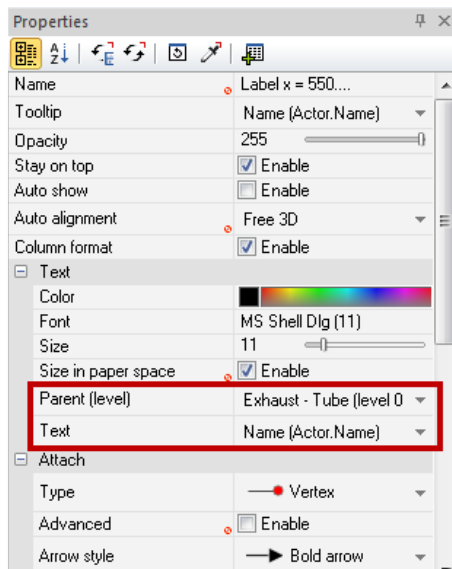 Properties
Name Label x = 550....
Tooltip Name (Actor.Name)
Opacity 255
Stay on top Enable
Auto show Enable
Auto alignment Free 3D
Column format Enable
Text
Color
Font MS Shell Dlg (11)
Size 11
Size in paper space Enable
Parent (level) Exhaust - Tube (level 0
Text Name (Actor.Name)
Attach
Type Vertex
Advanced Enable
Arrow style Bold arrow